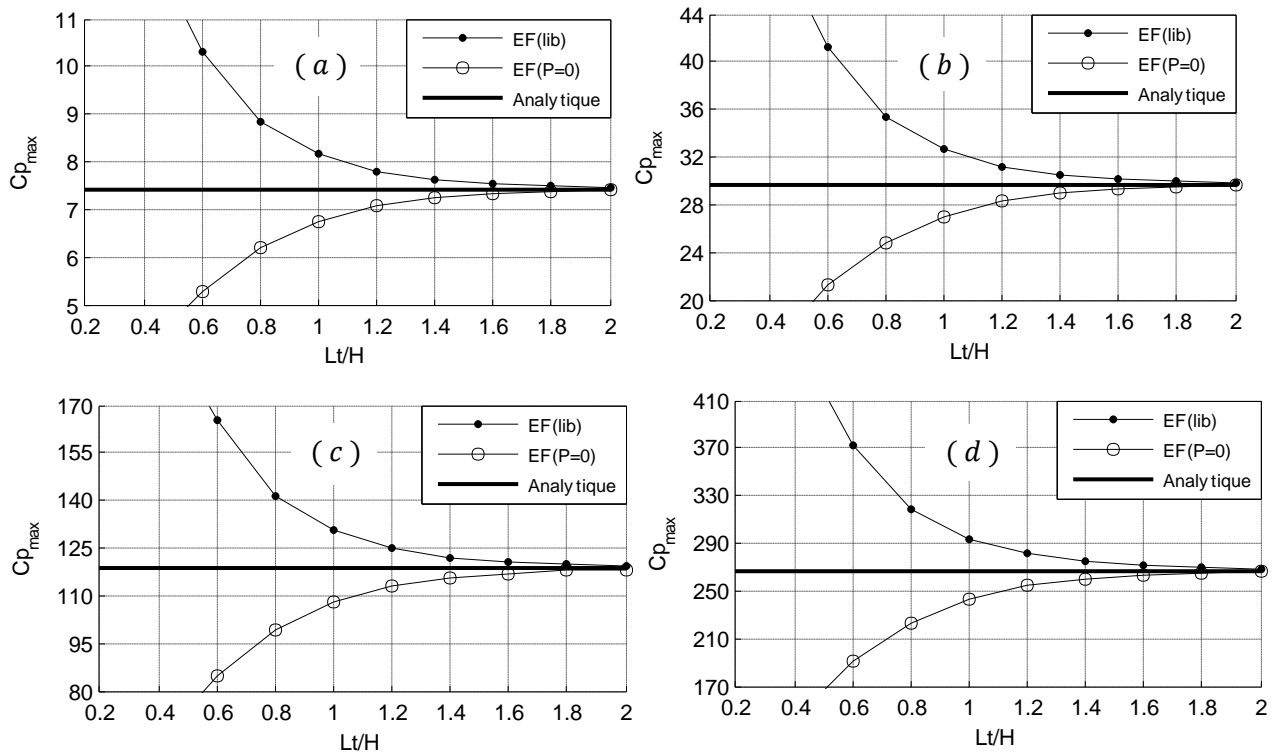 11
10
9
8
7
6
5
Cp_max
( a )
EF(lib)
EF(P=0)
Analy tique
0.2 0.4 0.6 0.8 1 1.2 1.4 1.6 1.8 2
Lt/H
44
40
36
32
28
24
20
Cp_max
( b )
EF(lib)
EF(P=0)
Analy tique
0.2 0.4 0.6 0.8 1 1.2 1.4 1.6 1.8 2
Lt/H
170
155
140
125
110
95
80
Cp_max
( c )
EF(lib)
EF(P=0)
Analy tique
0.2 0.4 0.6 0.8 1 1.2 1.4 1.6 1.8 2
Lt/H
410
370
330
290
250
210
170
Cp_max
( d )
EF(lib)
EF(P=0)
Analy tique
0.2 0.4 0.6 0.8 1 1.2 1.4 1.6 1.8 2
Lt/H